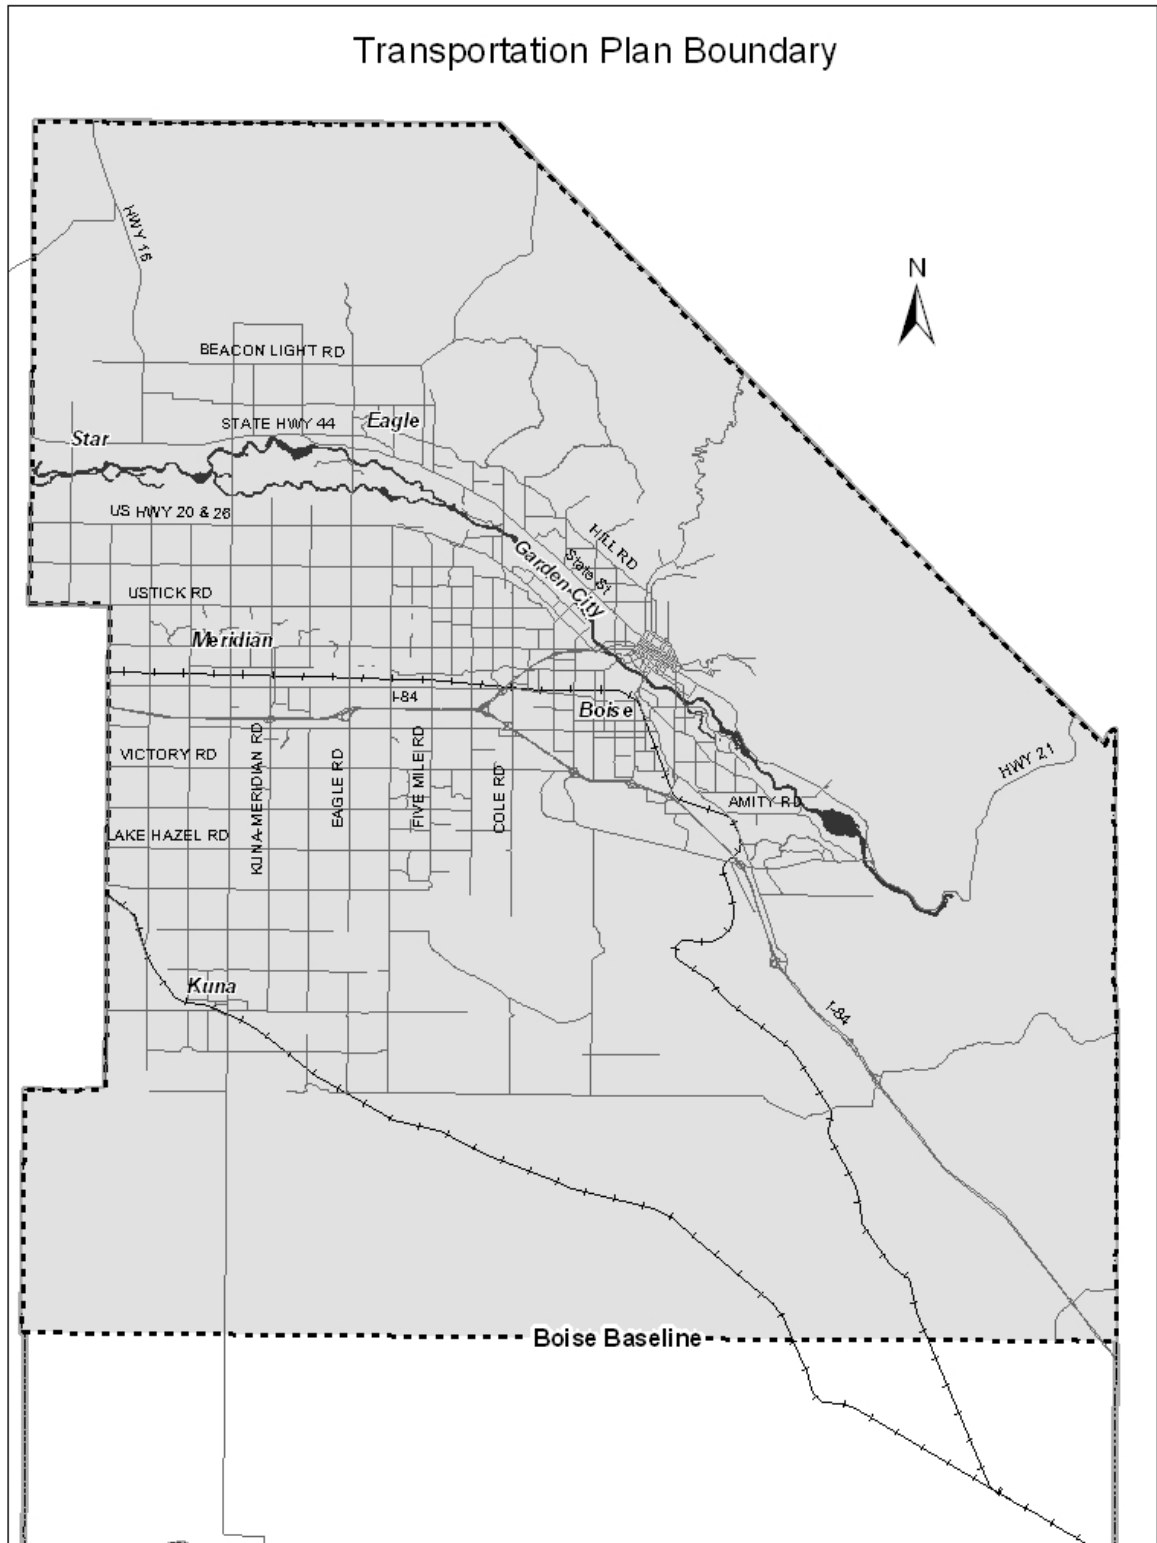 Transportation Plan Boundary
N
HWY 16
BEACON LIGHT RD
STATE HWY 44
Eagle
Star
US HWY 20 & 26
HILL RD
State St
Garden City
USTICK RD
Meridian
I-84
Boise
VICTORY RD
KUNA-MERIDIAN RD
EAGLE RD
FIVE MILE RD
COLE RD
HWY 21
AMITY RD
LAKE HAZEL RD
Kuna
I-84
Boise Baseline